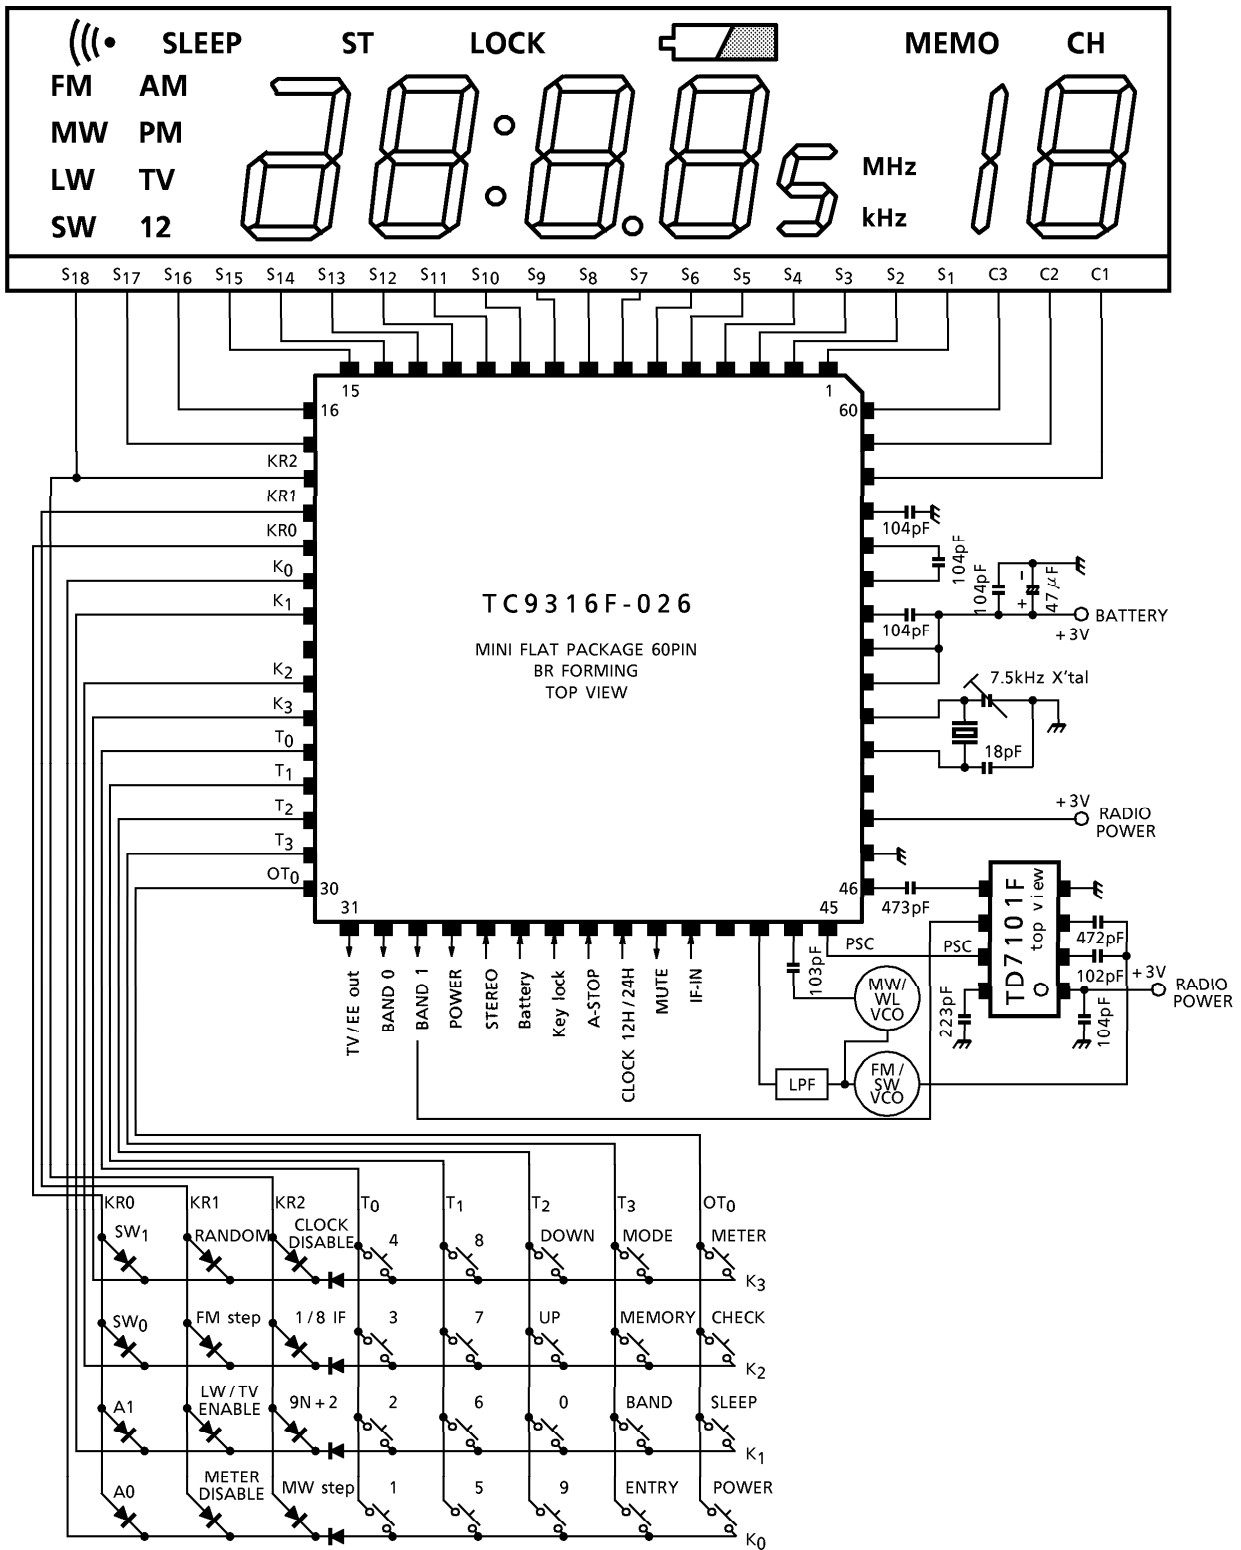 SLEEP ST LOCK MEMO CH
FM AM
MW PM
LW TV
SW 12
28:8.85 18
MHz
kHz
S18 S17 S16 S15 S14 S13 S12 S11 S10 S9 S8 S7 S6 S5 S4 S3 S2 S1 C3 C2 C1
15 1
16 60
KR2
KR1
KR0
K0
K1
K2
K3
T0
T1
T2
T3
OT0
30 46
31 45
TC9316F-026
MINI FLAT PACKAGE 60PIN
BR FORMING
TOP VIEW
104pF
104pF
104pF
104pF
- +
47μF
BATTERY
+3V
7.5kHz X'tal
18pF
+3V
RADIO
POWER
473pF
PSC
PSC
TD7101F
top view
472pF
102pF
+3V
RADIO
POWER
223pF
104pF
103pF
MW/
WL
VCO
LPF
FM/
SW
VCO
TV/EE out
BAND 0
BAND 1
POWER
STEREO
Battery
Key lock
A-STOP
CLOCK 12H/24H
MUTE
IF-IN
KR0 KR1 KR2 T0 T1 T2 T3 OT0
SW1 RANDOM CLOCK
DISABLE 4 8 DOWN MODE METER
K3
SW0 FM step 1/8 IF 3 7 UP MEMORY CHECK
K2
A1 LW/TV
ENABLE 9N+2 2 6 0 BAND SLEEP
K1
A0 METER
DISABLE MW step 1 5 9 ENTRY POWER
K0